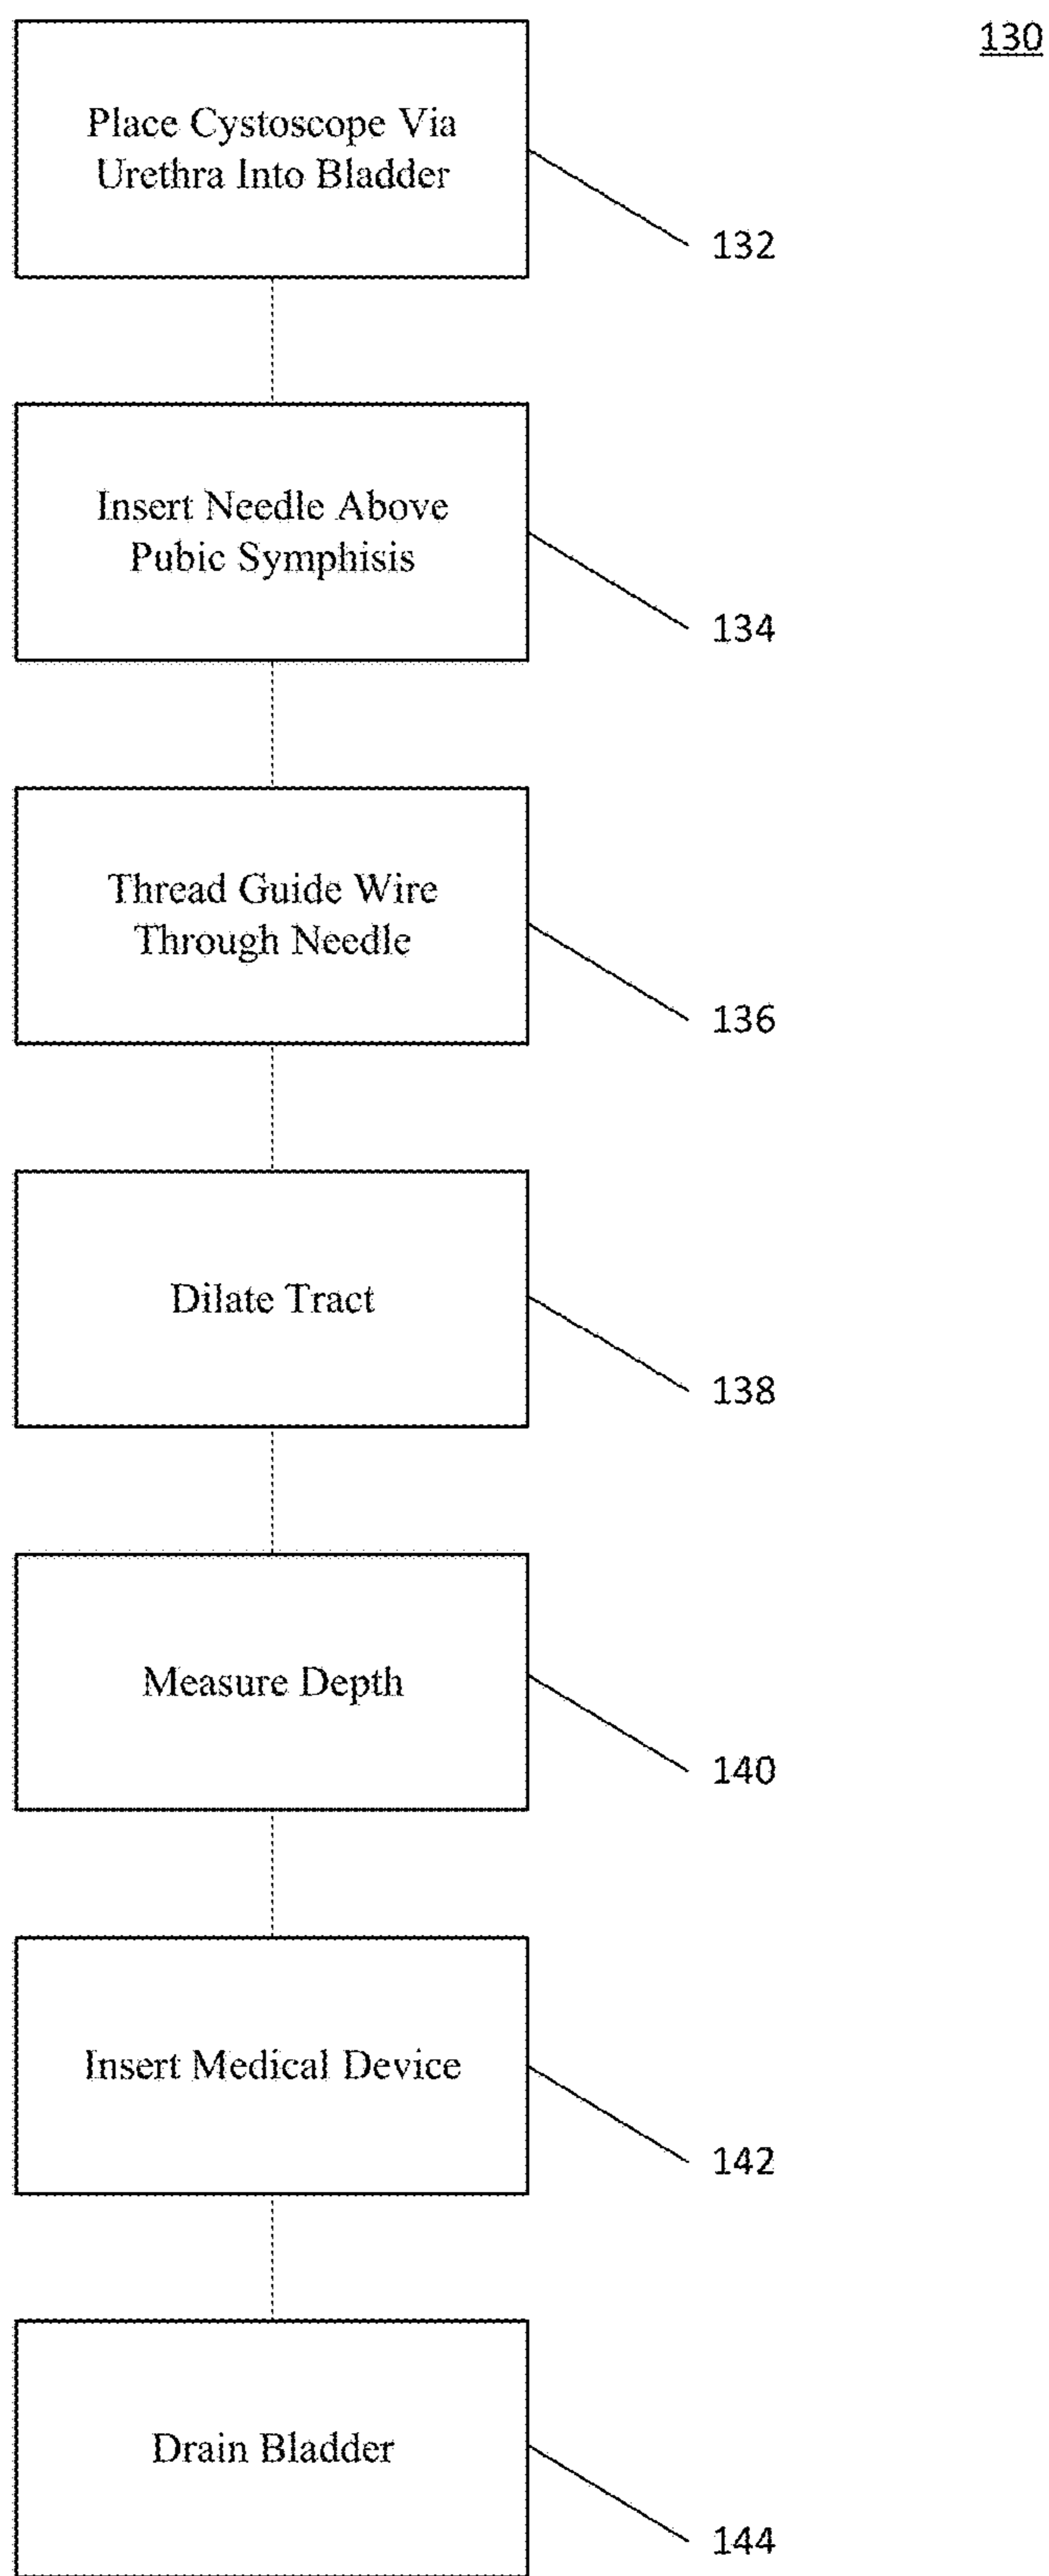 130
Place Cystoscope Via
Urethra Into Bladder
132
Insert Needle Above
Pubic Symphisis
134
Thread Guide Wire
Through Needle
136
Dilate Tract
138
Measure Depth
140
Insert Medical Device
142
Drain Bladder
144